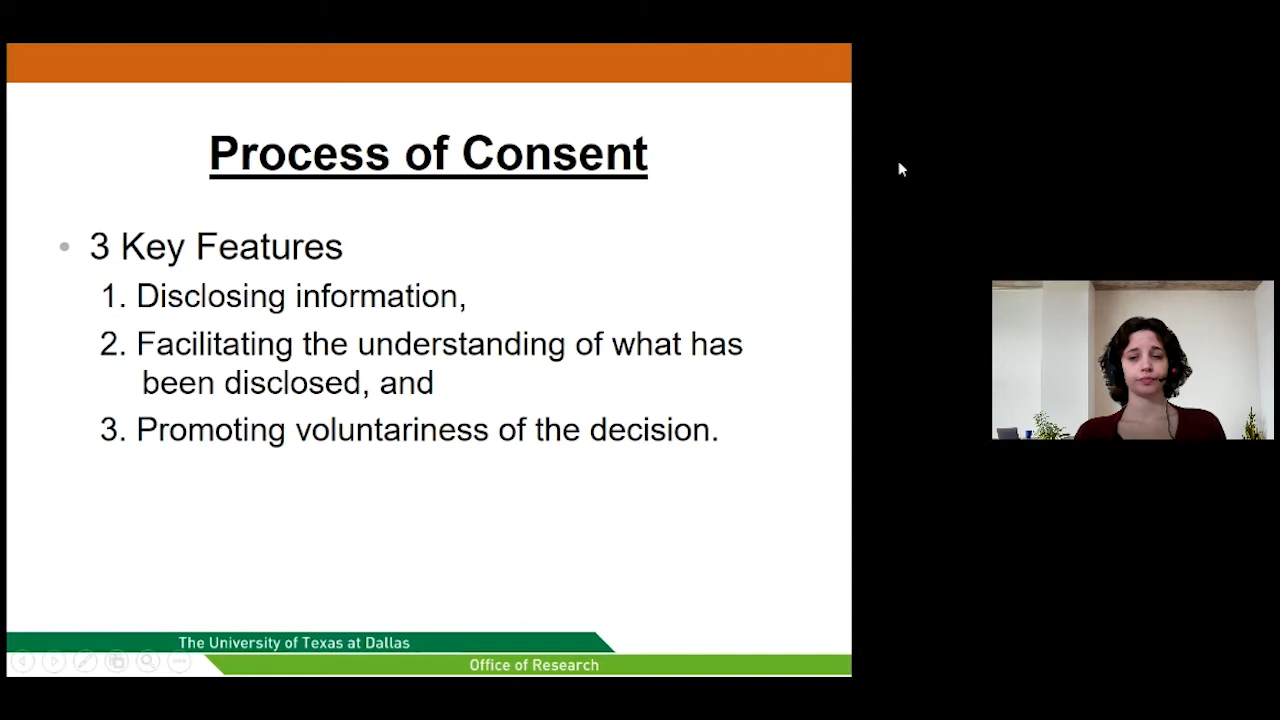 Process of Consent
3 Key Features
1. Disclosing information,
2. Facilitating the understanding of what has
been disclosed, and
3. Promoting voluntariness of the decision.
The University of Texas at Dallas
Office of Research